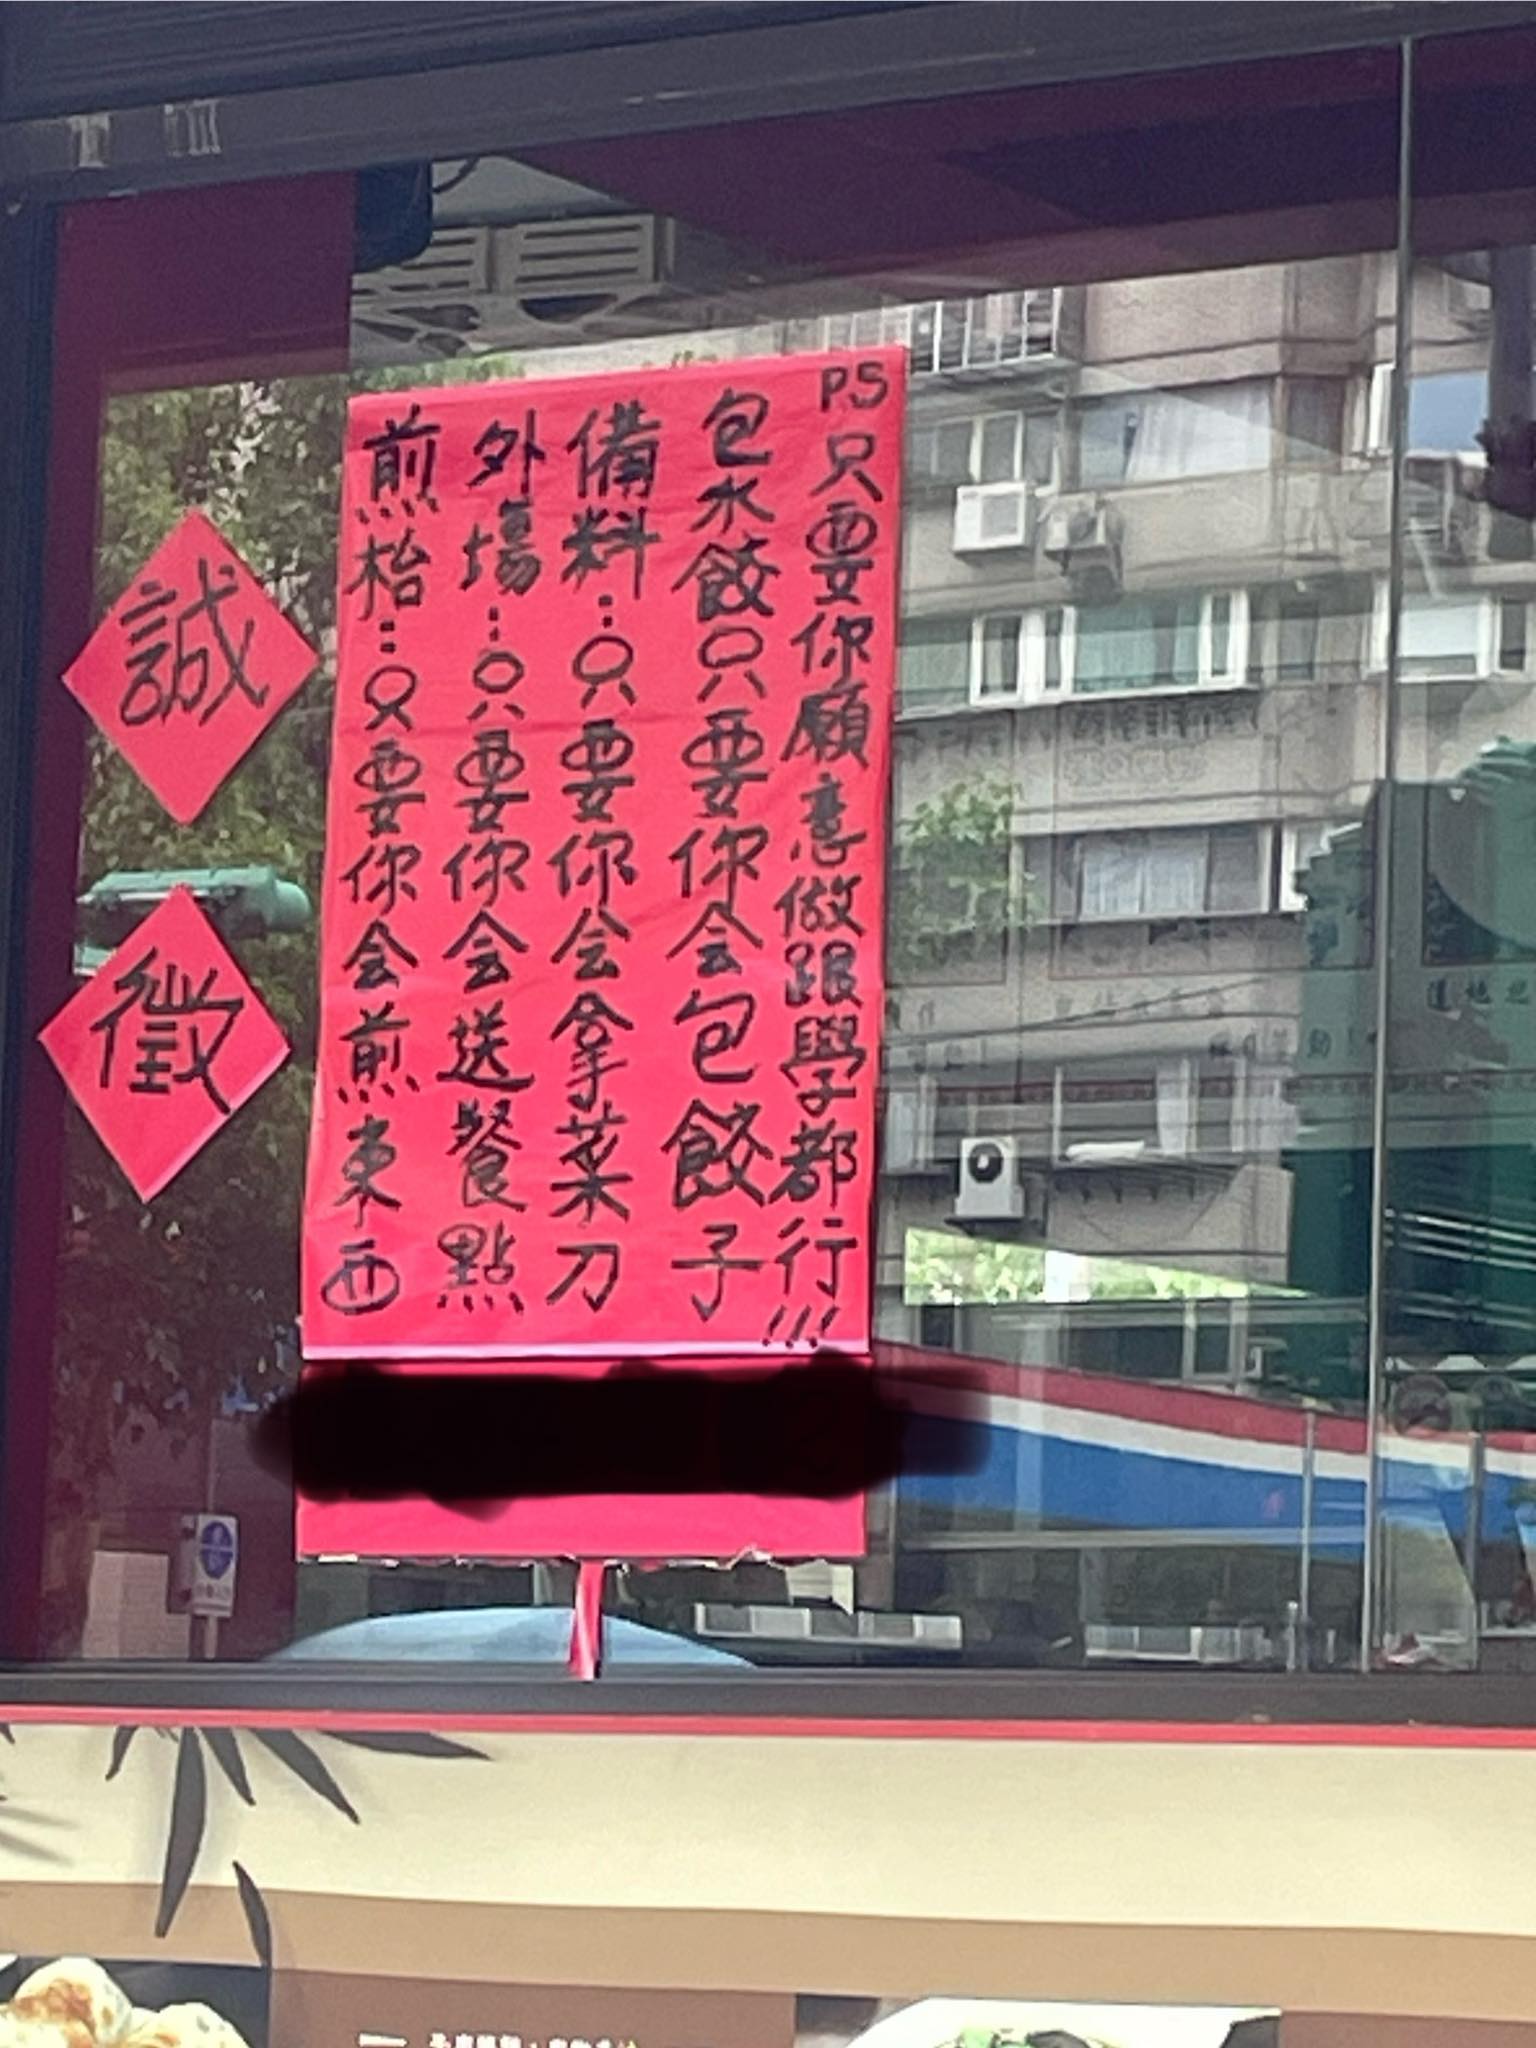 誠徵
煎枱:只要你会煎東西
外場:只要你会送餐點
備料:只要你会拿菜刀
包水餃只要你会包餃子
P.S只要你願意做跟學都行!!!